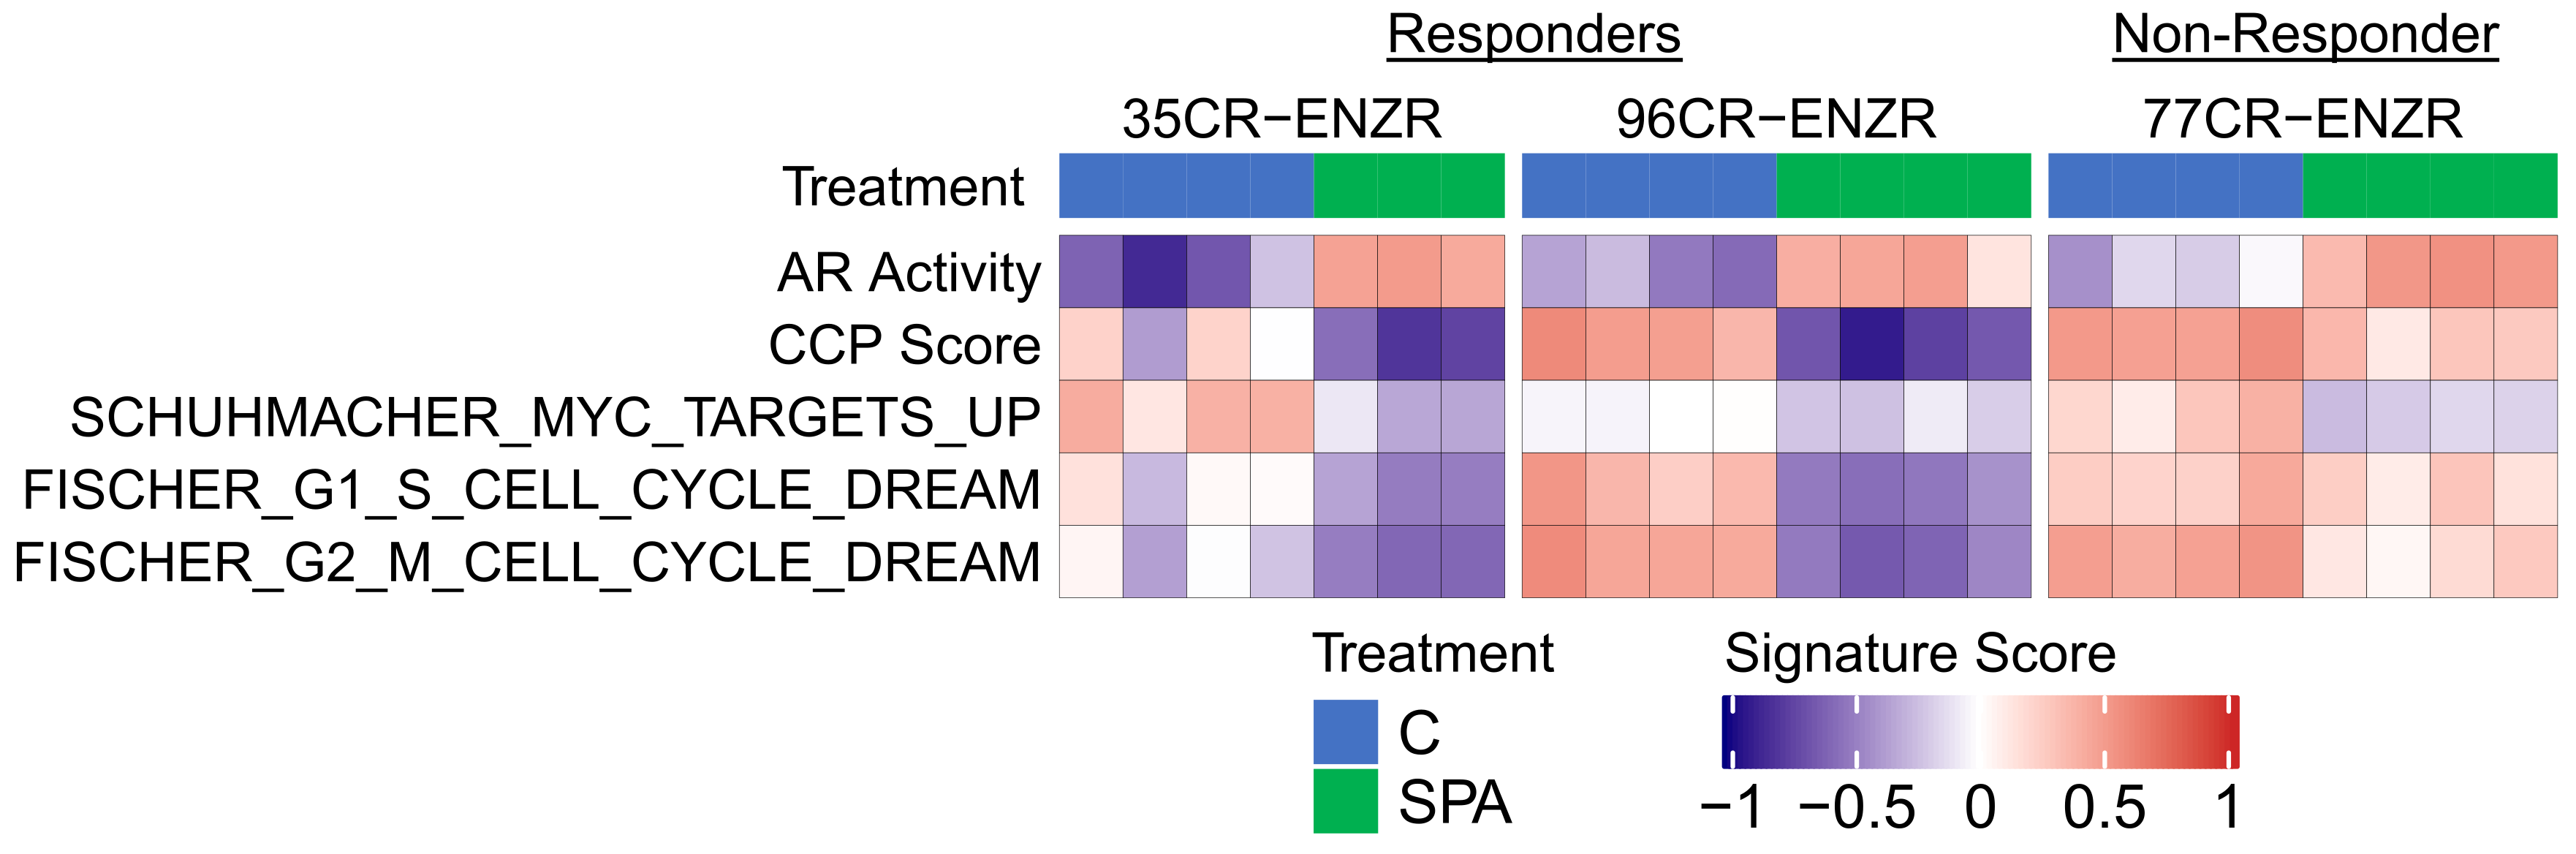 Responders
Non-Responder
35CR−ENZR
96CR−ENZR
77CR−ENZR
Treatment
AR Activity
CCP Score
SCHUHMACHER_MYC_TARGETS_UP
FISCHER_G1_S_CELL_CYCLE_DREAM
FISCHER_G2_M_CELL_CYCLE_DREAM
Treatment
C
SPA
Signature Score
−1 −0.5 0 0.5 1